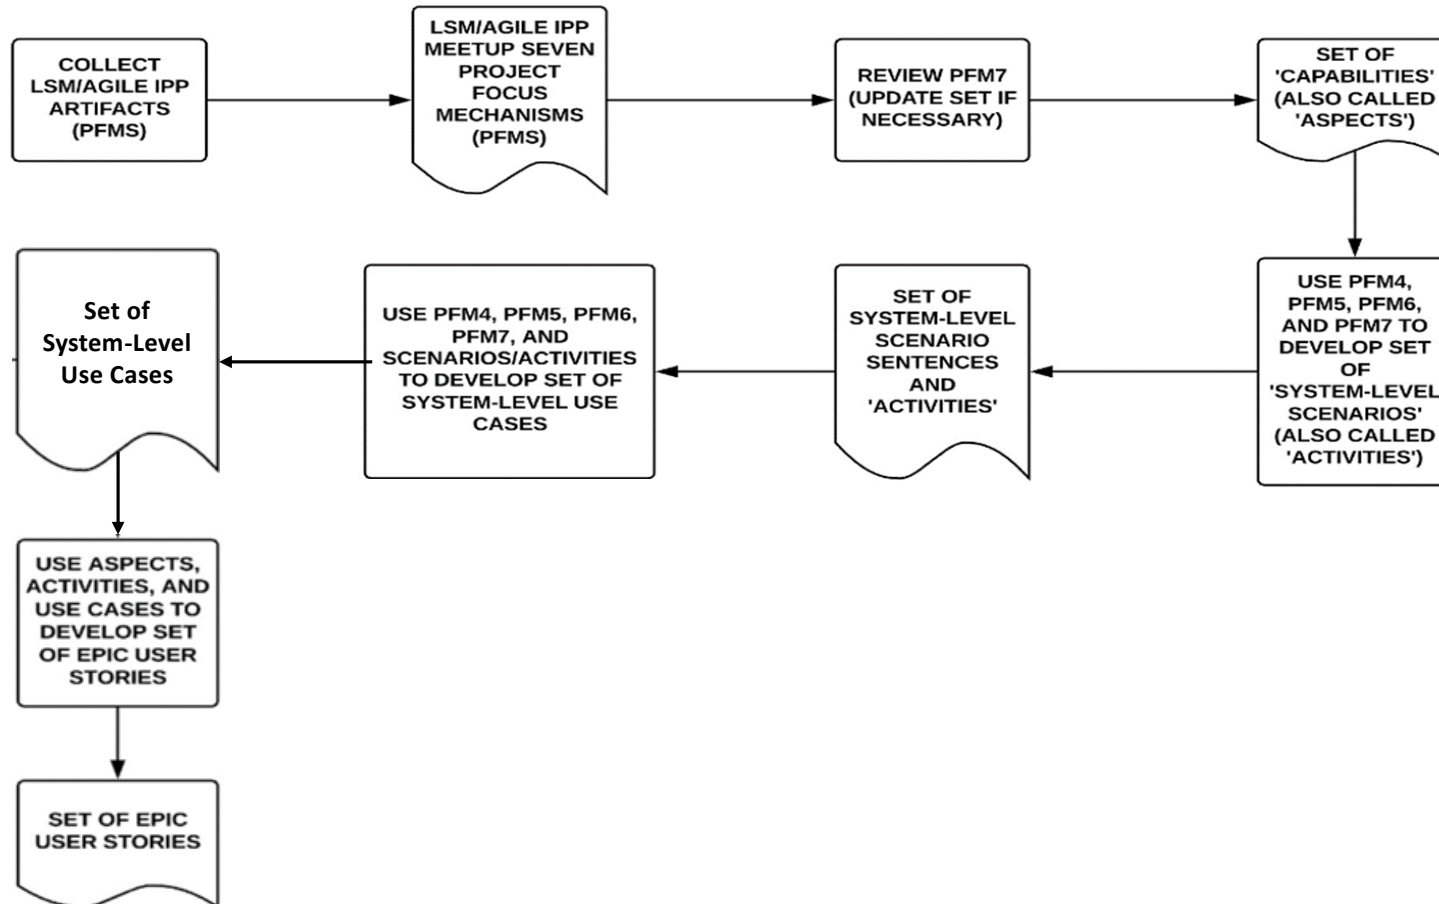 COLLECT
LSM/AGILE IPP
ARTIFACTS
(PFMS)
LSM/AGILE IPP
MEETUP SEVEN
PROJECT
FOCUS
MECHANISMS
(PFMS)
REVIEW PFM7
(UPDATE SET IF
NECESSARY)
SET OF
'CAPABILITIES'
(ALSO CALLED
'ASPECTS')
USE PFM4,
PFM5, PFM6,
AND PFM7 TO
DEVELOP SET
OF
'SYSTEM-LEVEL
SCENARIOS'
(ALSO CALLED
'ACTIVITIES')
SET OF
SYSTEM-LEVEL
SCENARIO
SENTENCES
AND
'ACTIVITIES'
USE PFM4, PFM5, PFM6,
PFM7, AND
SCENARIOS/ACTIVITIES
TO DEVELOP SET OF
SYSTEM-LEVEL USE
CASES
Set of
System-Level
Use Cases
USE ASPECTS,
ACTIVITIES, AND
USE CASES TO
DEVELOP SET
OF EPIC USER
STORIES
SET OF EPIC
USER STORIES